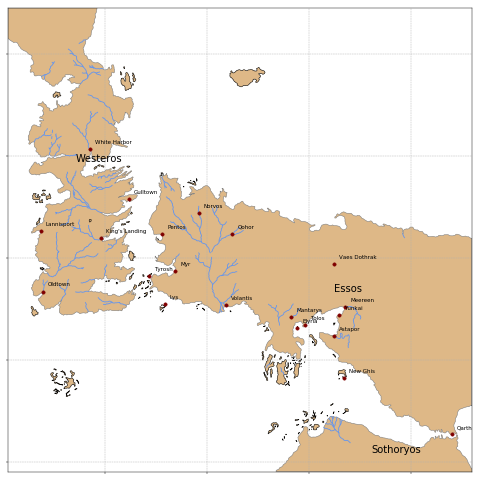 White Harbor
Westeros
Gulltown
Norvos
Lannisport
King's Landing
Pentos
Qohor
Vaes Dothrak
Tyrosh
Myr
Oldtown
Essos
Lys
Volantis
Meereen
Yunkai
Mantarys
Tolos
Elyria
Astapor
New Ghis
Qarth
Sothoryos